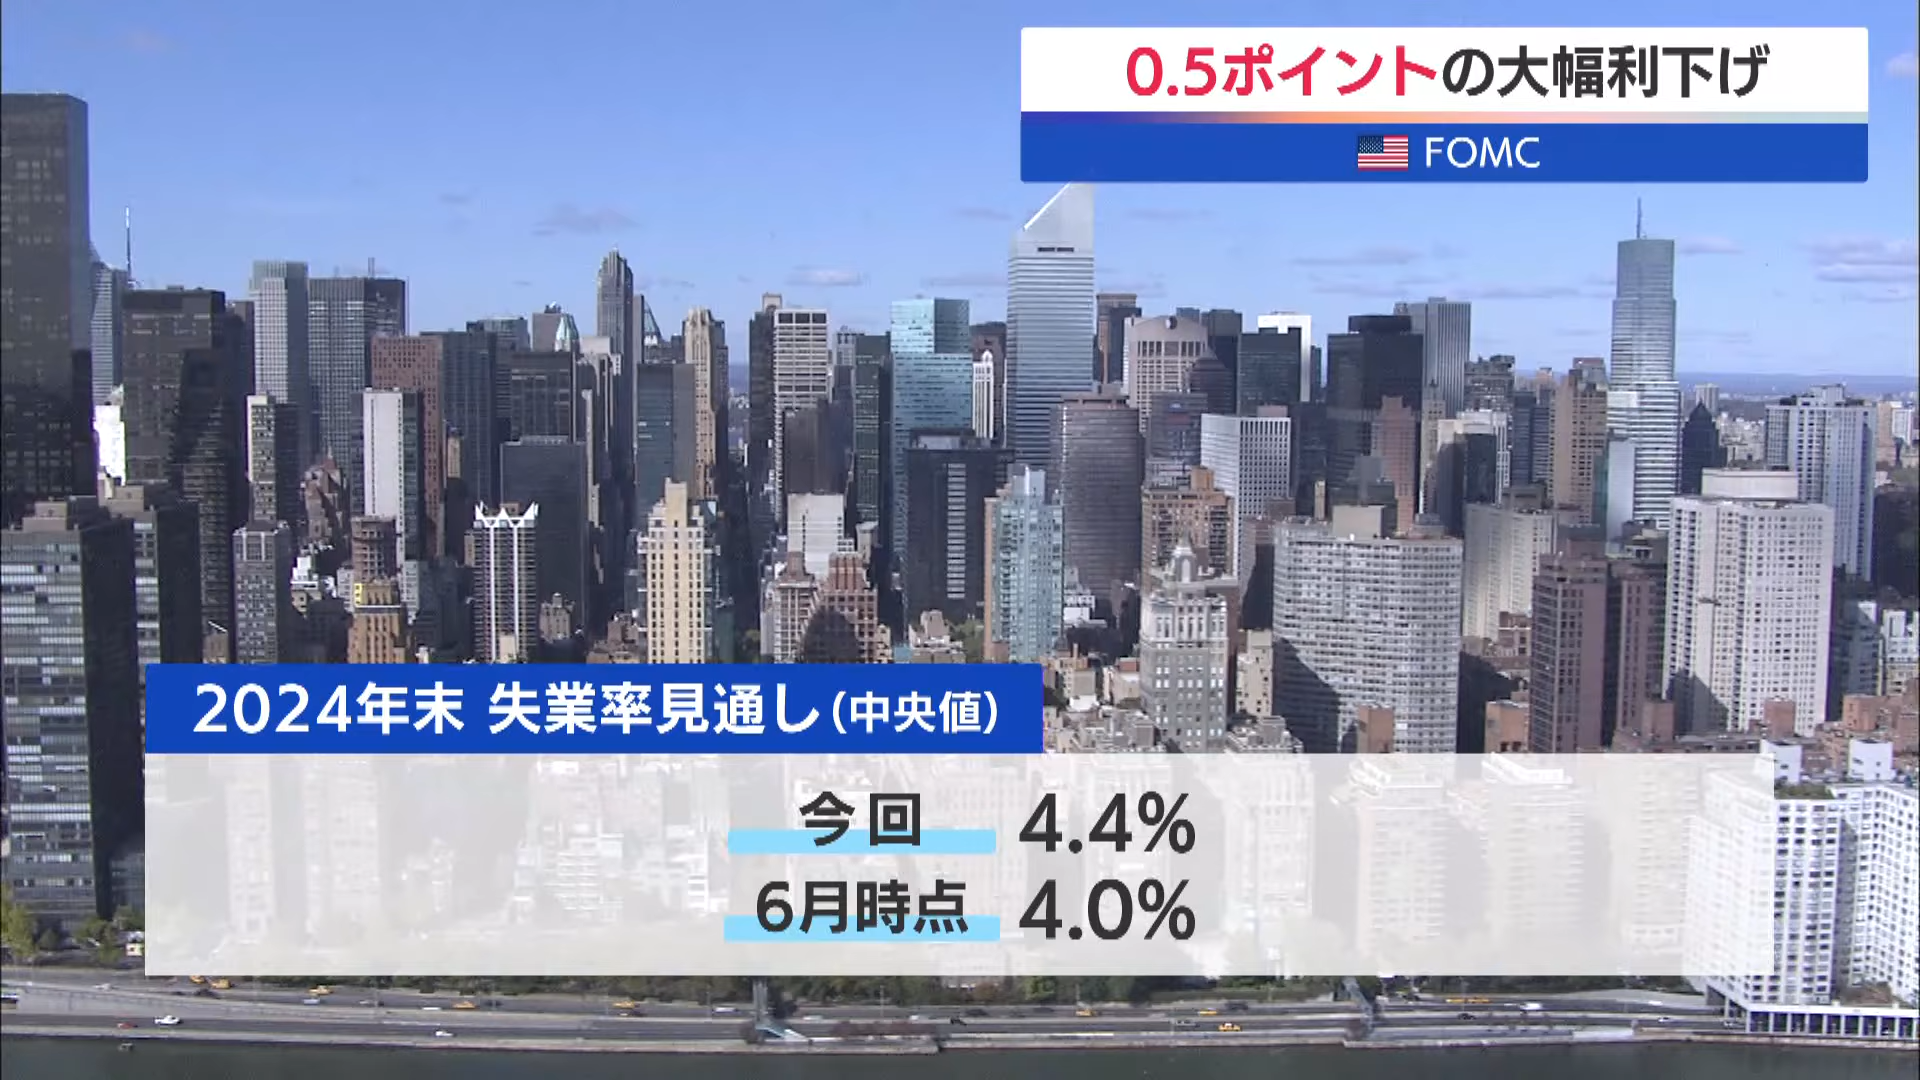 0.5ポイントの大幅利下げ
FOMC
2024年末 失業率見通し(中央値)
今回 4.4%
6月時点 4.0%